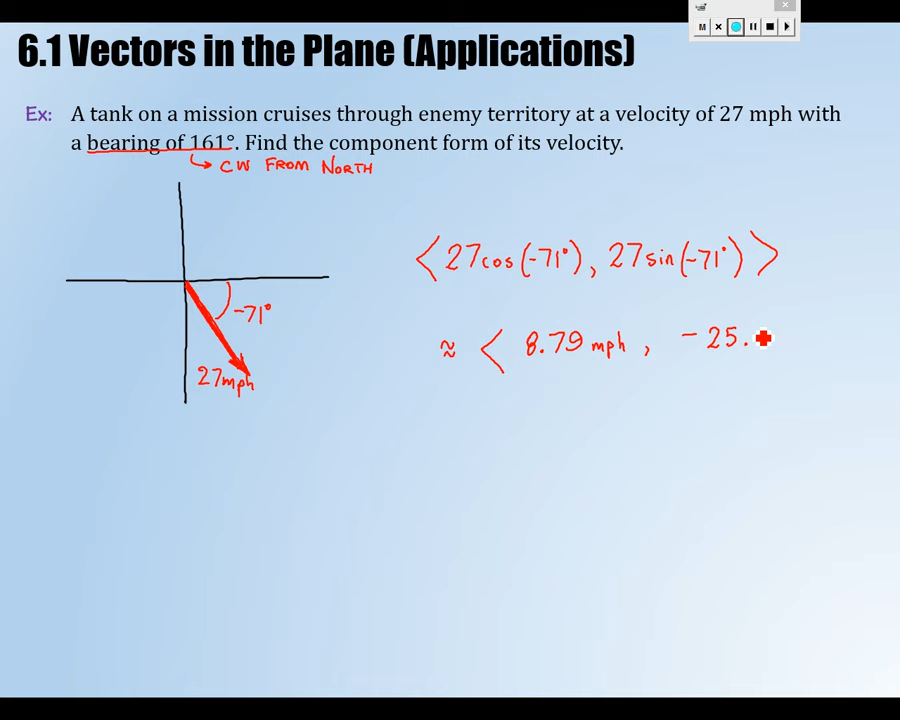 M
6.1 Vectors in the Plane (Applications)
Ex: A tank on a mission cruises through enemy territory at a velocity of 27 mph with
a bearing of 161°. Find the component form of its velocity.
CW FROM NORTH
⟨27cos(-71°), 27sin(-71°)⟩
-71°
≈ ⟨ 8.79 mph, -25.
27mph